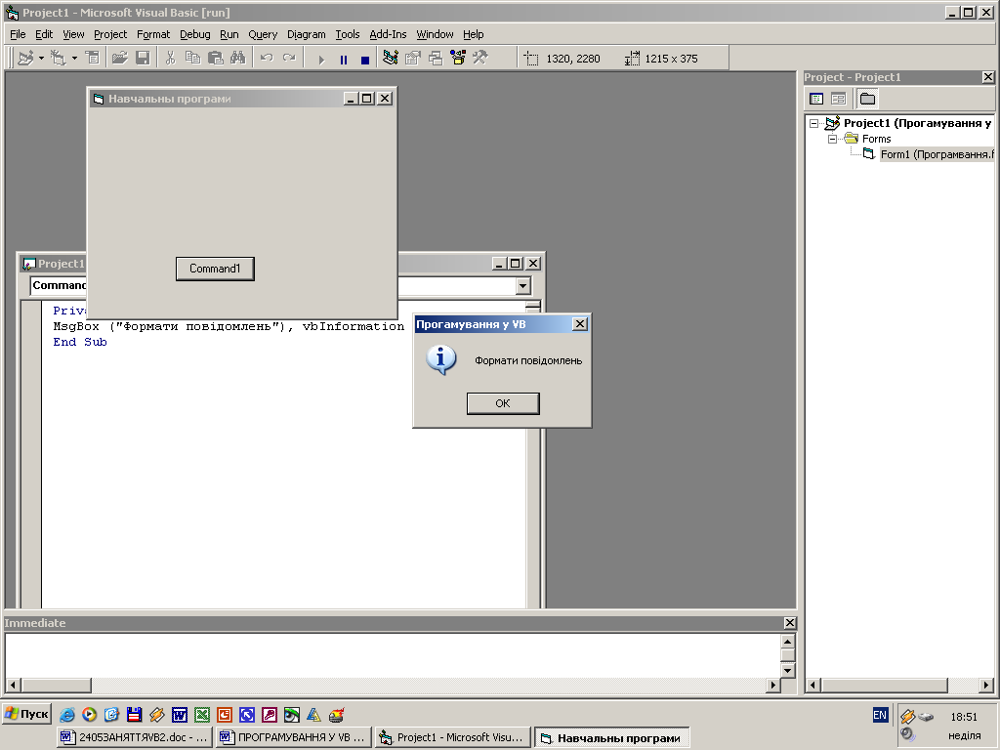 Project1 - Microsoft Visual Basic [run]
File Edit View Project Format Debug Run Query Diagram Tools Add-Ins Window Help
1320, 2280 1215 x 375
Project - Project1
Навчальны програми
Project1 (Прогамування у
Forms
Form1 (Програмвання.f
Command1
Project1
Command
Priva
MsgBox ("Формати повідомлень"), vbInformation
End Sub
Прогамування у VB
Формати повідомлень
OK
Immediate
Пуск
EN
18:51
24053АНЯТТЯVB2.doc - ...
ПРОГРАМУВАННЯ У VB ...
Project1 - Microsoft Visu...
Навчальны програми
неділя